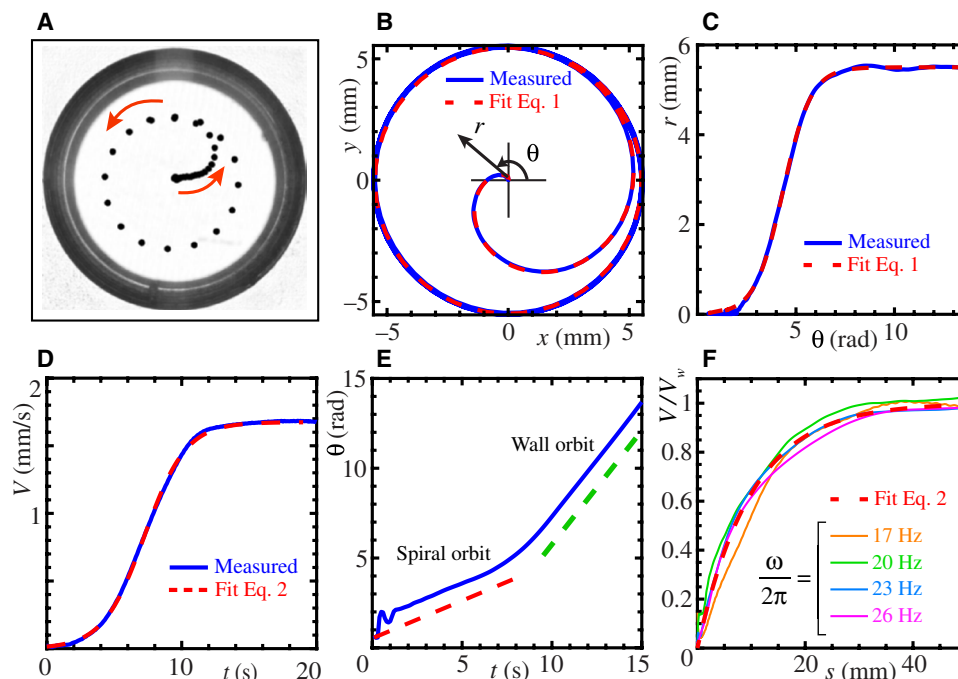 A
B
Measured
Fit Eq. 1
r
θ
y (mm)
5
0
−5
−5
0
5
x (mm)
C
r (mm)
6
4
2
0
Measured
Fit Eq. 1
5
10
θ (rad)
D
V (mm/s)
2
1
0
Measured
Fit Eq. 2
0
10
20
t (s)
E
θ (rad)
15
10
5
0
Wall orbit
Spiral orbit
0
5
10
15
t (s)
F
V/V_w
1
0.8
0.6
0.4
0.2
0
Fit Eq. 2
ω
2π
=
17 Hz
20 Hz
23 Hz
26 Hz
0
20
40
s (mm)